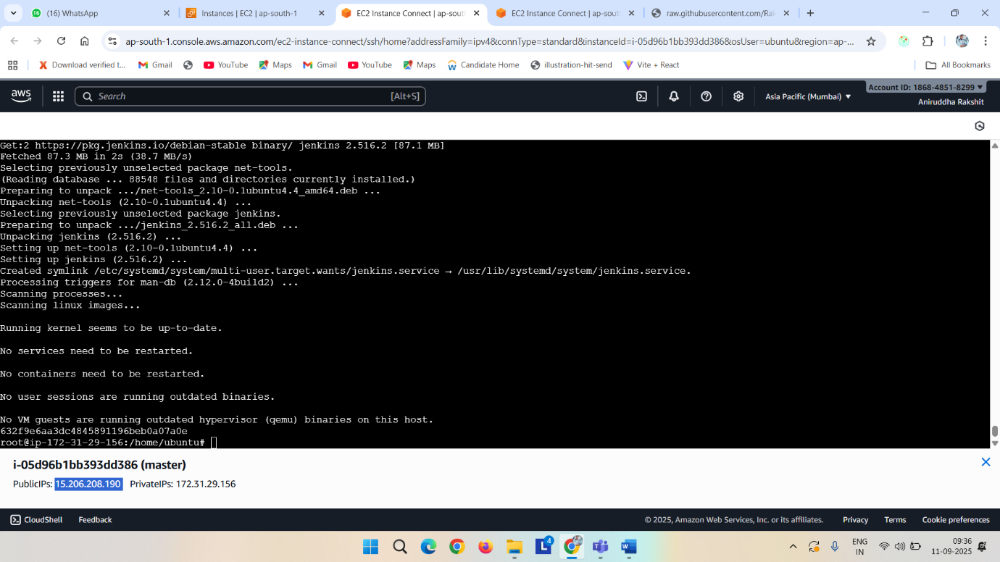 (16) WhatsApp
Instances | EC2 | ap-south-1
EC2 Instance Connect | ap-sout
EC2 Instance Connect | ap-sout
raw.githubusercontent.com/Ra
ap-south-1.console.aws.amazon.com/ec2-instance-connect/ssh/home?addressFamily=ipv4&connType=standard&instanceId=i-05d96b1bb393dd386&osUser=ubuntu&region=ap-...
Download verified t...
Gmail
YouTube
Maps
Gmail
YouTube
Maps
Candidate Home
illustration-hit-send
Vite + React
All Bookmarks
aws
Search
[Alt+S]
Asia Pacific (Mumbai)
Account ID: 1868-4851-8299
Aniruddha Rakshit
Get:2 https://pkg.jenkins.io/debian-stable binary/ jenkins 2.516.2 [87.1 MB]
Fetched 87.3 MB in 2s (38.7 MB/s)
Selecting previously unselected package net-tools.
(Reading database ... 88548 files and directories currently installed.)
Preparing to unpack .../net-tools_2.10-0.1ubuntu4.4_amd64.deb ...
Unpacking net-tools (2.10-0.1ubuntu4.4) ...
Selecting previously unselected package jenkins.
Preparing to unpack .../jenkins_2.516.2_all.deb ...
Unpacking jenkins (2.516.2) ...
Setting up net-tools (2.10-0.1ubuntu4.4) ...
Setting up jenkins (2.516.2) ...
Created symlink /etc/systemd/system/multi-user.target.wants/jenkins.service → /usr/lib/systemd/system/jenkins.service.
Processing triggers for man-db (2.12.0-4build2) ...
Scanning processes...
Scanning linux images...
Running kernel seems to be up-to-date.
No services need to be restarted.
No containers need to be restarted.
No user sessions are running outdated binaries.
No VM guests are running outdated hypervisor (qemu) binaries on this host.
632f9e6aa3dc4845891196beb0a07a0e
root@ip-172-31-29-156:/home/ubuntu#
i-05d96b1bb393dd386 (master)
PublicIPs: 15.206.208.190 PrivateIPs: 172.31.29.156
CloudShell
Feedback
© 2025, Amazon Web Services, Inc. or its affiliates.
Privacy
Terms
Cookie preferences
4
ENG
IN
09:36
11-09-2025